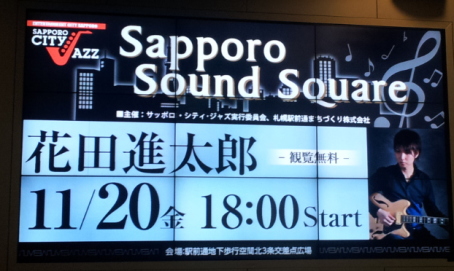 SAPPORO
CITY
JAZZ
Sapporo
Sound Square
■主催：サッポロ・シティ・ジャズ実行委員会、札幌駅前通まちづくり株式会社
花田進太郎
－観覧無料－
11/20金 18:00 Start
会場:駅前通地下歩行空間北3条交差点広場